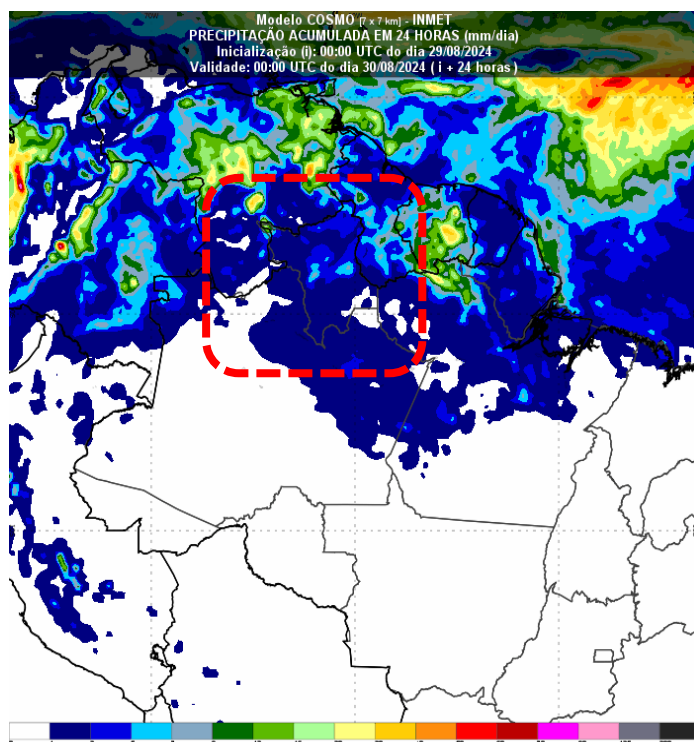 Modelo COSMO [7 x 7 km] - INMET
PRECIPITAÇÃO ACUMULADA EM 24 HORAS (mm/dia)
Inicialização (i): 00:00 UTC do dia 29/08/2024
Validade: 00:00 UTC do dia 30/08/2024 ( i + 24 horas )